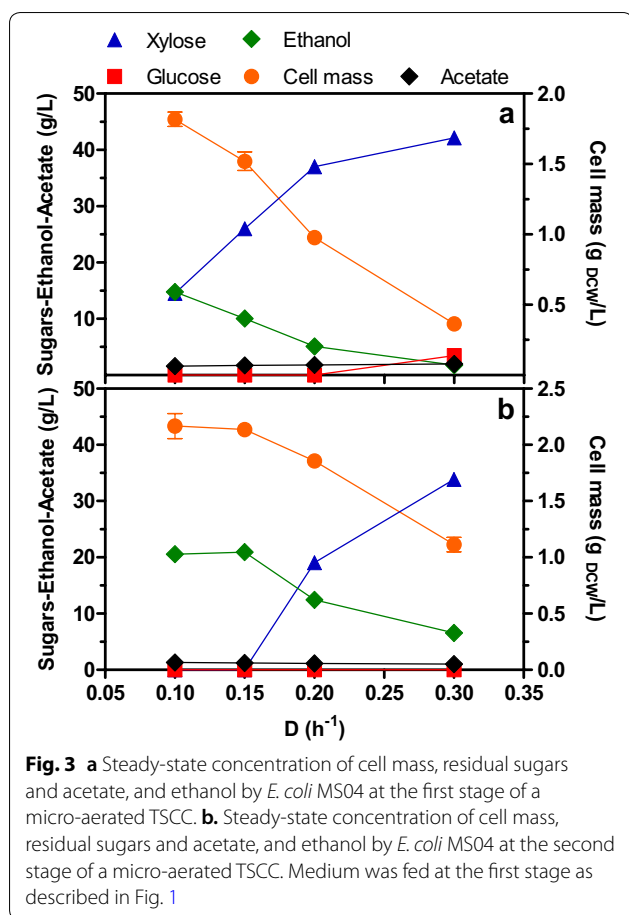 Xylose Ethanol
Glucose Cell mass Acetate
50 2.0
a
40 1.5
30
1.0
20
0.5
10
Sugars-Ethanol-Acetate (g/L)
Cell mass (g DCW/L)
50 2.5
b
40 2.0
30 1.5
20 1.0
10 0.5
0 0.0
Sugars-Ethanol-Acetate (g/L)
Cell mass (g DCW/L)
0.05 0.10 0.15 0.20 0.25 0.30 0.35
D (h-1)
Fig. 3 a Steady-state concentration of cell mass, residual sugars
and acetate, and ethanol by E. coli MS04 at the first stage of a
micro-aerated TSCC. b. Steady-state concentration of cell mass,
residual sugars and acetate, and ethanol by E. coli MS04 at the second
stage of a micro-aerated TSCC. Medium was fed at the first stage as
described in Fig. 1